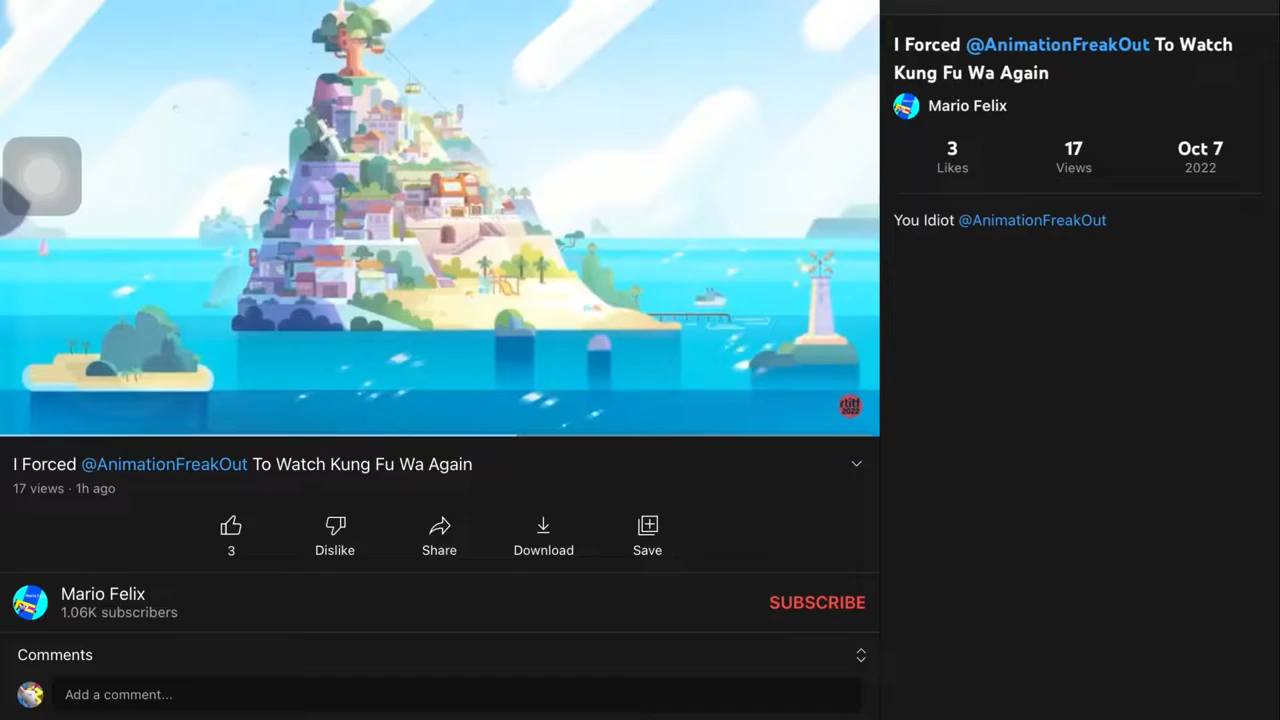 I Forced @AnimationFreakOut To Watch
Kung Fu Wa Again
Mario Felix
3 17 Oct 7
Likes Views 2022
You Idiot @AnimationFreakOut
rtiff
2022
I Forced @AnimationFreakOut To Watch Kung Fu Wa Again
17 views · 1h ago
3 Dislike Share Download Save
Mario Felix
1.06K subscribers
SUBSCRIBE
Comments
Add a comment...